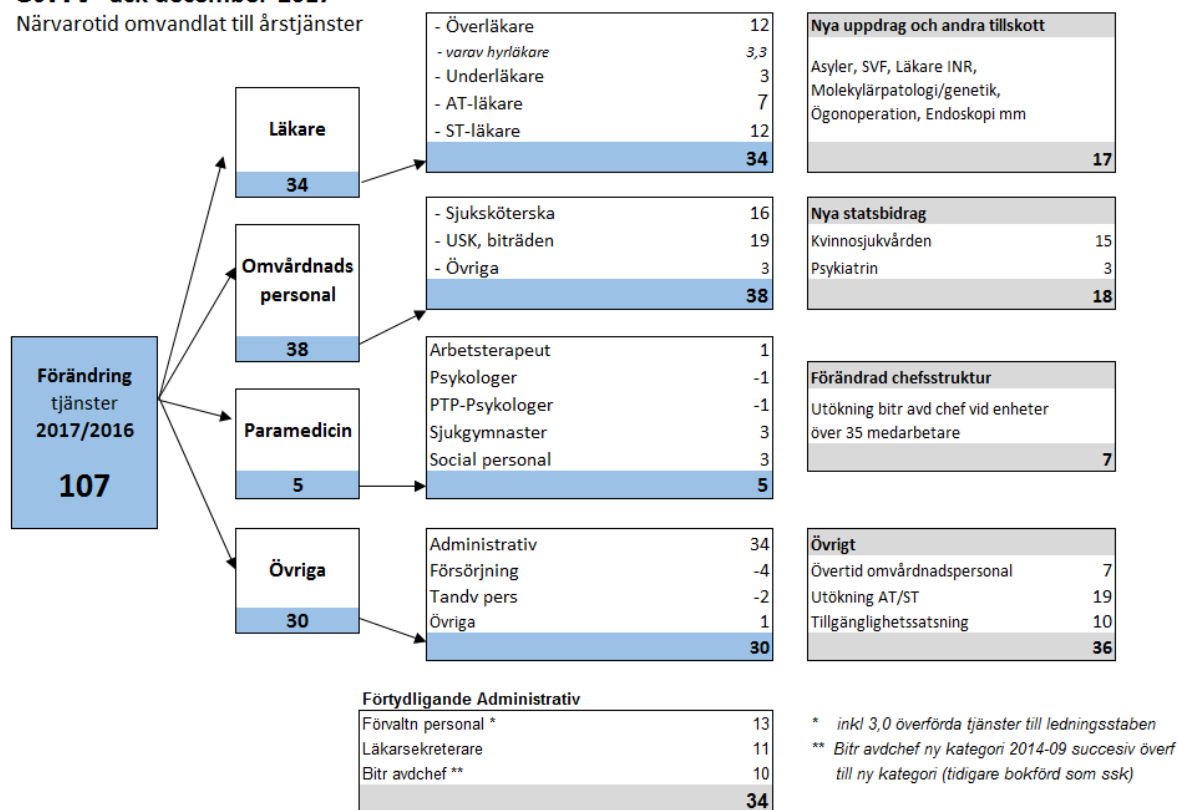 ack december 2017
Närvarotid omvandlat till årstjänster
Förändring
tjänster
2017/2016
107
Läkare
34
Omvårdnads
personal
38
Paramedicin
5
Övriga
30
- Överläkare 12
- varav hyrläkare 3,3
- Underläkare 3
- AT-läkare 7
- ST-läkare 12
34
- Sjuksköterska 16
- USK, biträden 19
- Övriga 3
38
Arbetsterapeut 1
Psykologer -1
PTP-Psykologer -1
Sjukgymnaster 3
Social personal 3
5
Administrativ 34
Försörjning -4
Tandv pers -2
Övriga 1
30
Nya uppdrag och andra tillskott
Asyler, SVF, Läkare INR,
Molekylärpatologi/genetik,
Ögonoperation, Endoskopi mm
17
Nya statsbidrag
Kvinnosjukvården 15
Psykiatrin 3
18
Förändrad chefsstruktur
Utökning bitr avd chef vid enheter
över 35 medarbetare
7
Övrigt
Övertid omvårdnadspersonal 7
Utökning AT/ST 19
Tillgänglighetssatsning 10
36
Förtydligande Administrativ
Förvaltn personal * 13
Läkarsekreterare 11
Bitr avdchef ** 10
34
* inkl 3,0 överförda tjänster till ledningsstaben
** Bitr avdchef ny kategori 2014-09 succesiv överf
till ny kategori (tidigare bokförd som ssk)